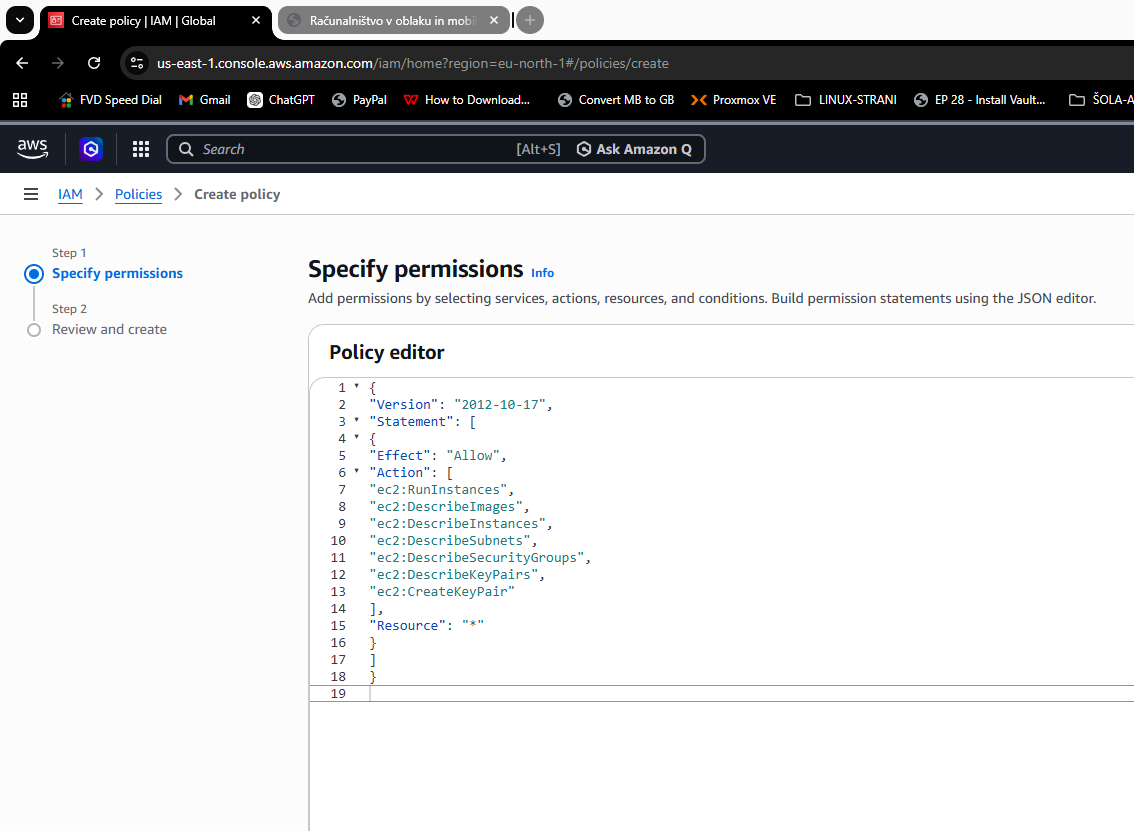 Create policy | IAM | Global
Računalništvo v oblaku in mobil
us-east-1.console.aws.amazon.com/iam/home?region=eu-north-1#/policies/create
FVD Speed Dial Gmail ChatGPT PayPal How to Download... Convert MB to GB Proxmox VE LINUX-STRANI EP 28 - Install Vault... ŠOLA-A
aws Search [Alt+S] Ask Amazon Q
IAM Policies Create policy
Step 1
Specify permissions
Step 2
Review and create
Specify permissions Info
Add permissions by selecting services, actions, resources, and conditions. Build permission statements using the JSON editor.
Policy editor
1 {
2 "Version": "2012-10-17",
3 "Statement": [
4 {
5 "Effect": "Allow",
6 "Action": [
7 "ec2:RunInstances",
8 "ec2:DescribeImages",
9 "ec2:DescribeInstances",
10 "ec2:DescribeSubnets",
11 "ec2:DescribeSecurityGroups",
12 "ec2:DescribeKeyPairs",
13 "ec2:CreateKeyPair"
14 ],
15 "Resource": "*"
16 }
17 ]
18 }
19